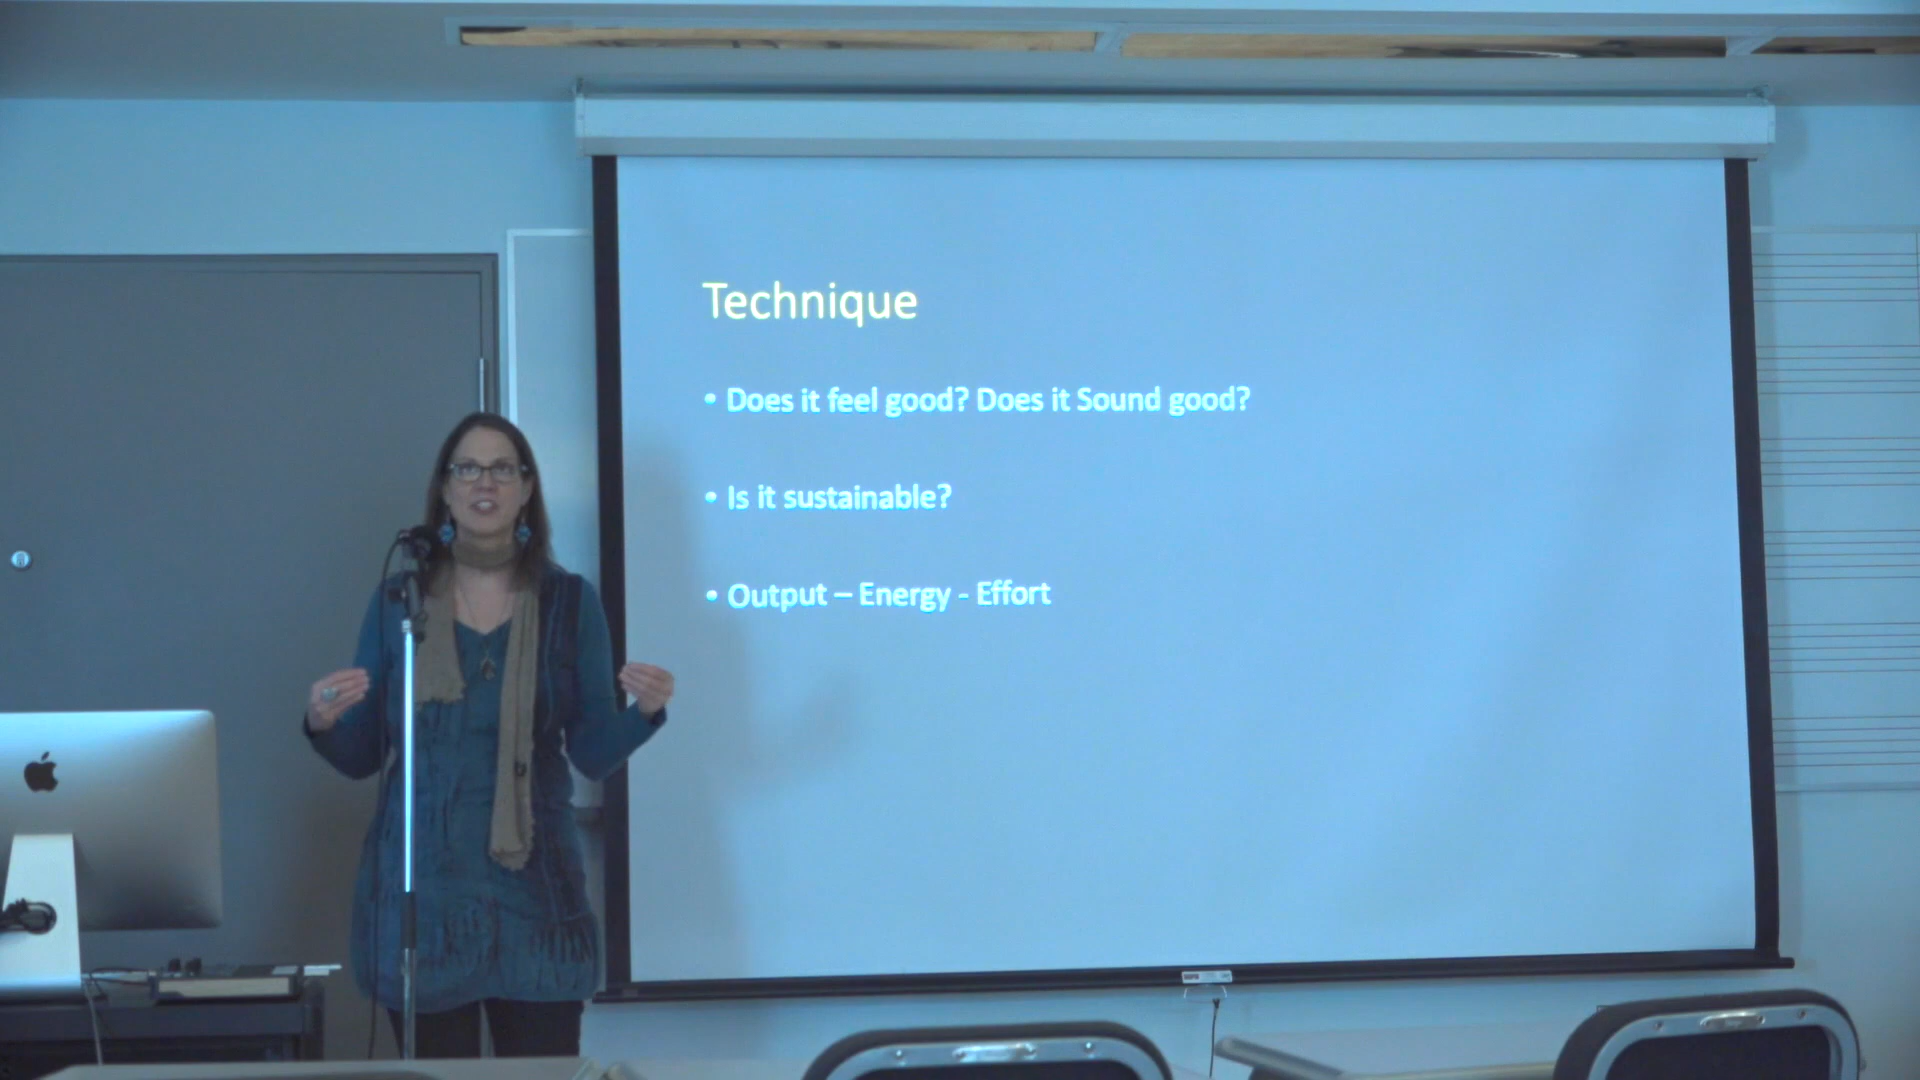 Technique
• Does it feel good? Does it Sound good?
• Is it sustainable?
• Output – Energy - Effort